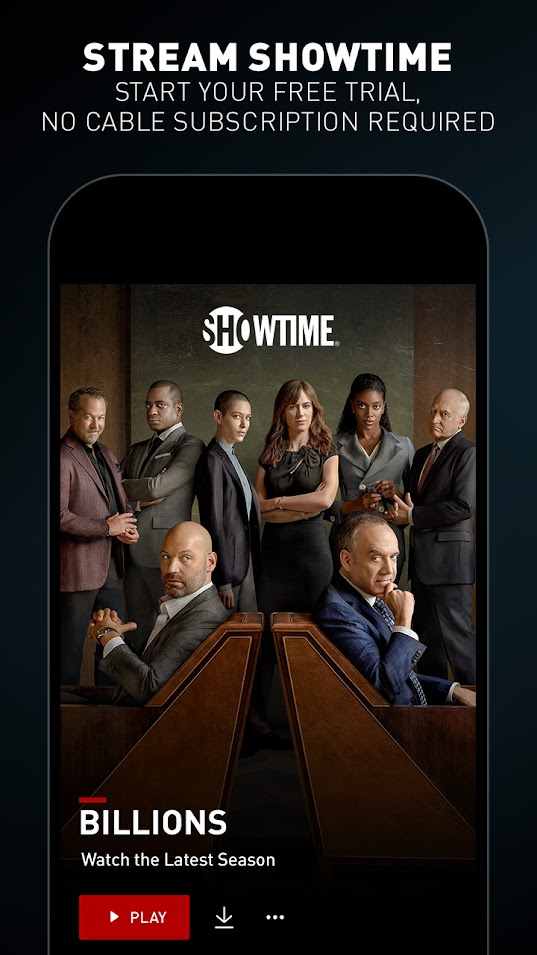 STREAM SHOWTIME
START YOUR FREE TRIAL,
NO CABLE SUBSCRIPTION REQUIRED
SHOWTIME®
BILLIONS
Watch the Latest Season
PLAY